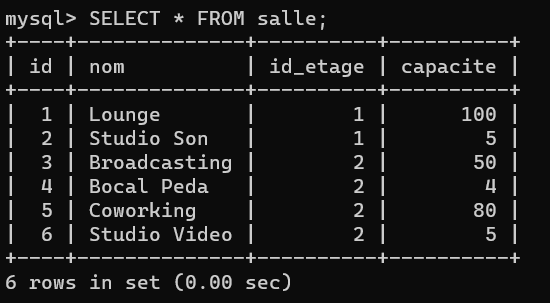 mysql> SELECT * FROM salle;
+----+--------------+----------+----------+
| id | nom          | id_etage | capacite |
+----+--------------+----------+----------+
|  1 | Lounge       |        1 |      100 |
|  2 | Studio Son   |        1 |        5 |
|  3 | Broadcasting |        2 |       50 |
|  4 | Bocal Peda   |        2 |        4 |
|  5 | Coworking    |        2 |       80 |
|  6 | Studio Video |        2 |        5 |
+----+--------------+----------+----------+
6 rows in set (0.00 sec)